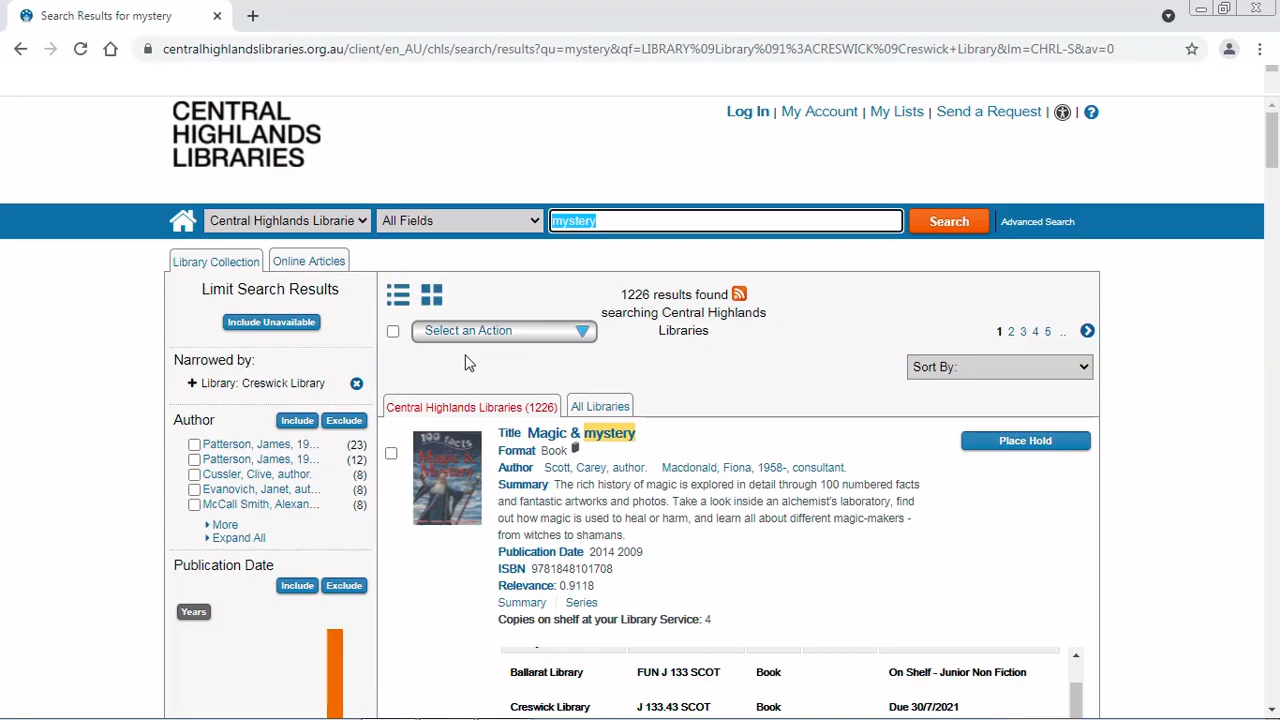 Search Results for mystery
centralhighlandslibraries.org.au/client/en_AU/chls/search/results?qu=mystery&qf=LIBRARY%09Library%091%3ACRESWICK%09Creswick+Library&lm=CHRL-S&av=0
CENTRAL
HIGHLANDS
LIBRARIES
Log In | My Account | My Lists | Send a Request | | ?
Central Highlands Librarie
All Fields
mystery
Search
Advanced Search
Library Collection
Online Articles
Limit Search Results
Include Unavailable
Narrowed by:
+ Library: Creswick Library
Author
Include
Exclude
Patterson, James, 19... (23)
Patterson, James, 19... (12)
Cussler, Clive, author. (8)
Evanovich, Janet, aut... (8)
McCall Smith, Alexan... (8)
More
Expand All
Publication Date
Include
Exclude
Years
1226 results found
searching Central Highlands
Libraries
Select an Action
1 2 3 4 5 ..
Sort By:
Central Highlands Libraries (1226)
All Libraries
100 facts
Magic &
Mystery
Title Magic & mystery
Place Hold
Format Book
Author Scott, Carey, author. Macdonald, Fiona, 1958-, consultant.
Summary The rich history of magic is explored in detail through 100 numbered facts
and fantastic artworks and photos. Take a look inside an alchemist's laboratory, find
out how magic is used to heal or harm, and learn all about different magic-makers -
from witches to shamans.
Publication Date 2014 2009
ISBN 9781848101708
Relevance: 0.9118
Summary | Series
Copies on shelf at your Library Service: 4
Ballarat Library FUN J 133 SCOT Book On Shelf - Junior Non Fiction
Creswick Library J 133.43 SCOT Book Due 30/7/2021